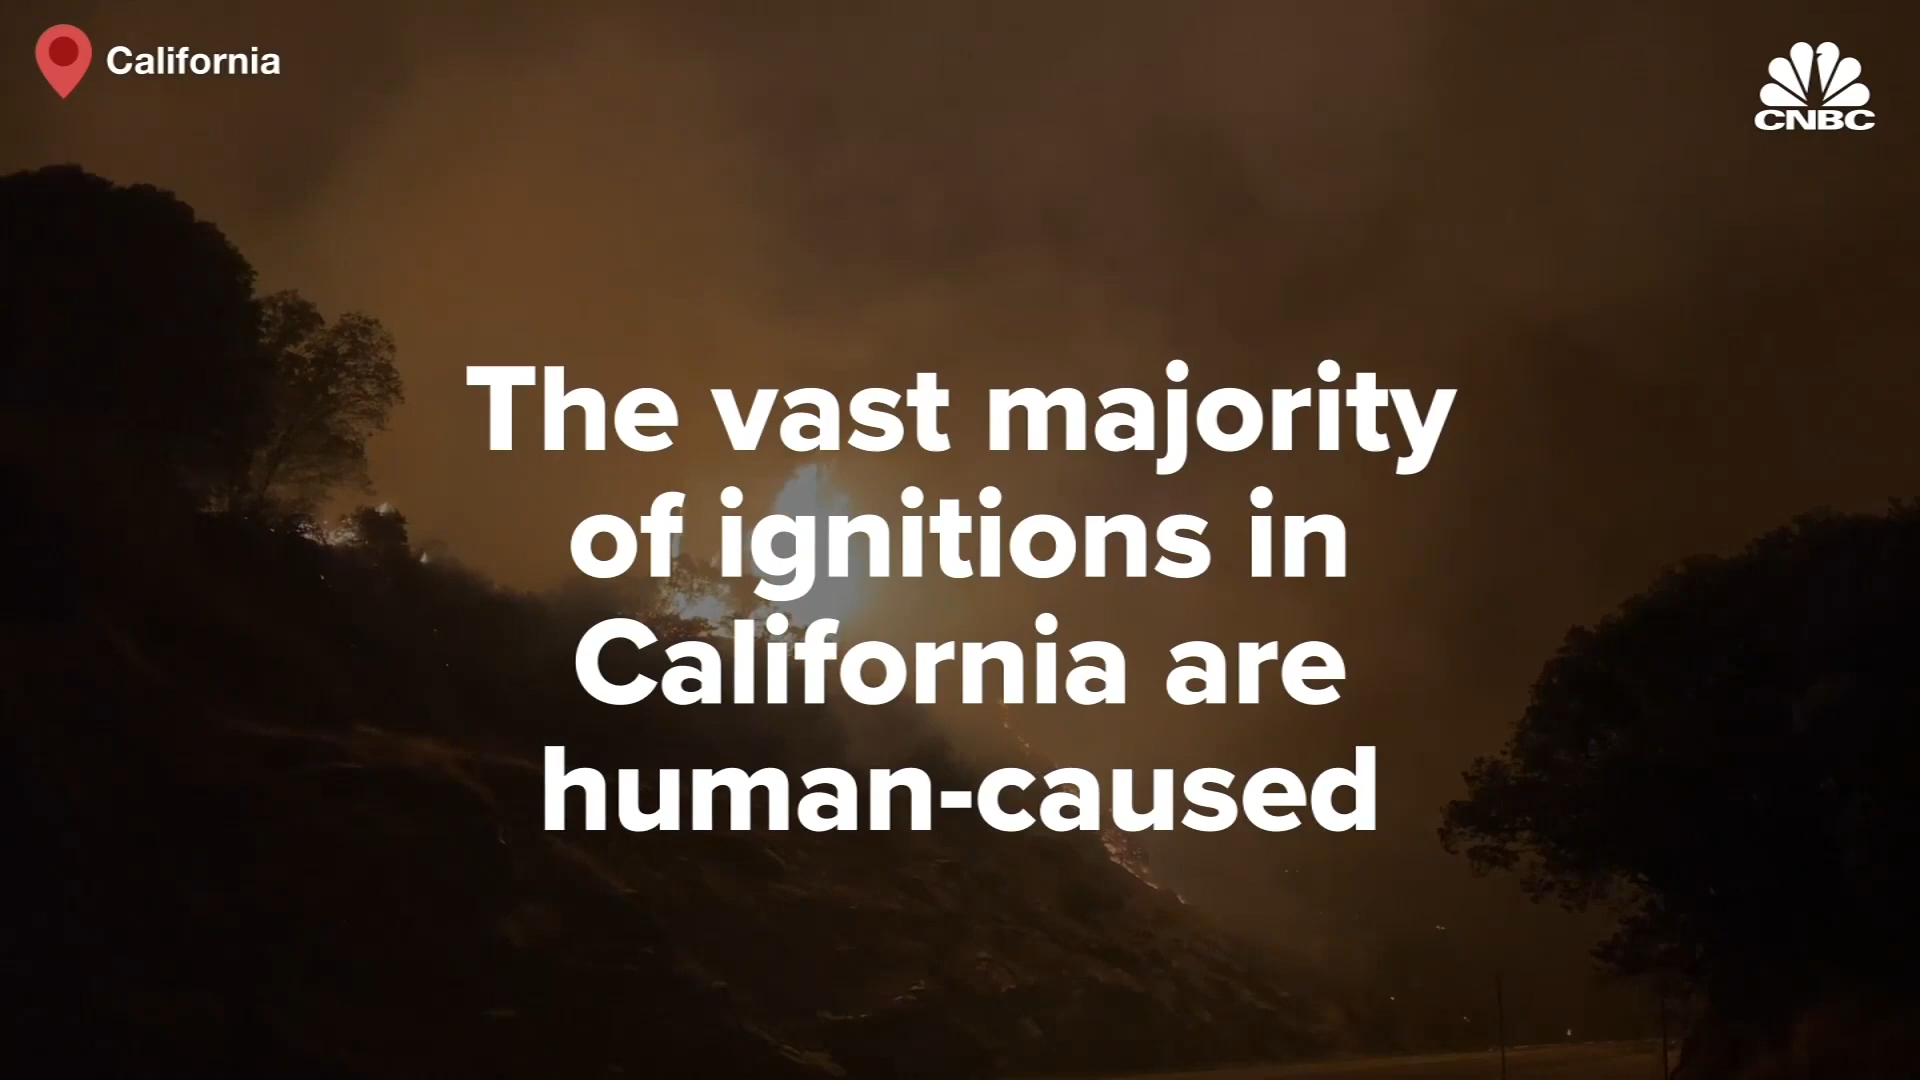 California
CNBC
The vast majority
of ignitions in
California are
human-caused